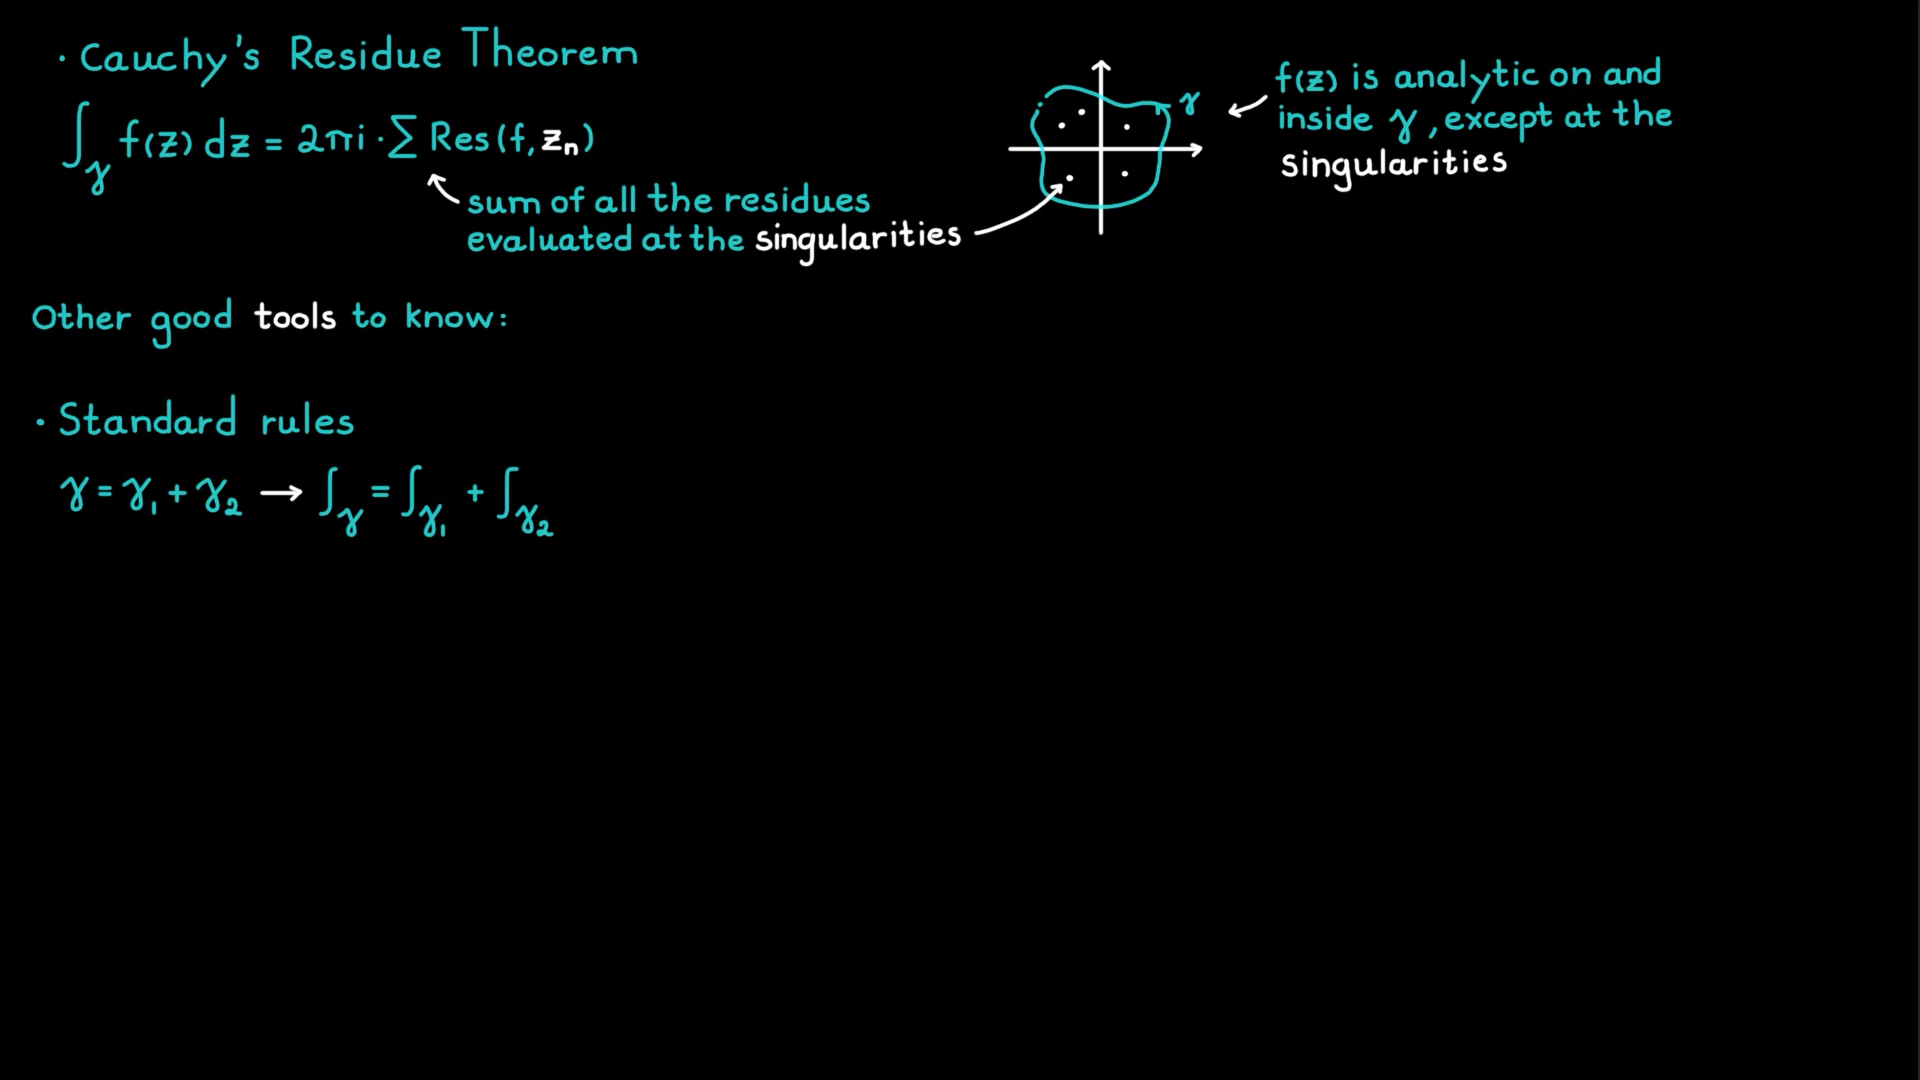 · Cauchy's Residue Theorem
∫γ f(z) dz = 2πi · ∑ Res (f, zₙ)
γ
f(z) is analytic on and
inside γ, except at the
singularities
sum of all the residues
evaluated at the singularities
Other good tools to know:
· Standard rules
γ = γ₁ + γ₂ → ∫γ = ∫γ₁ + ∫γ₂